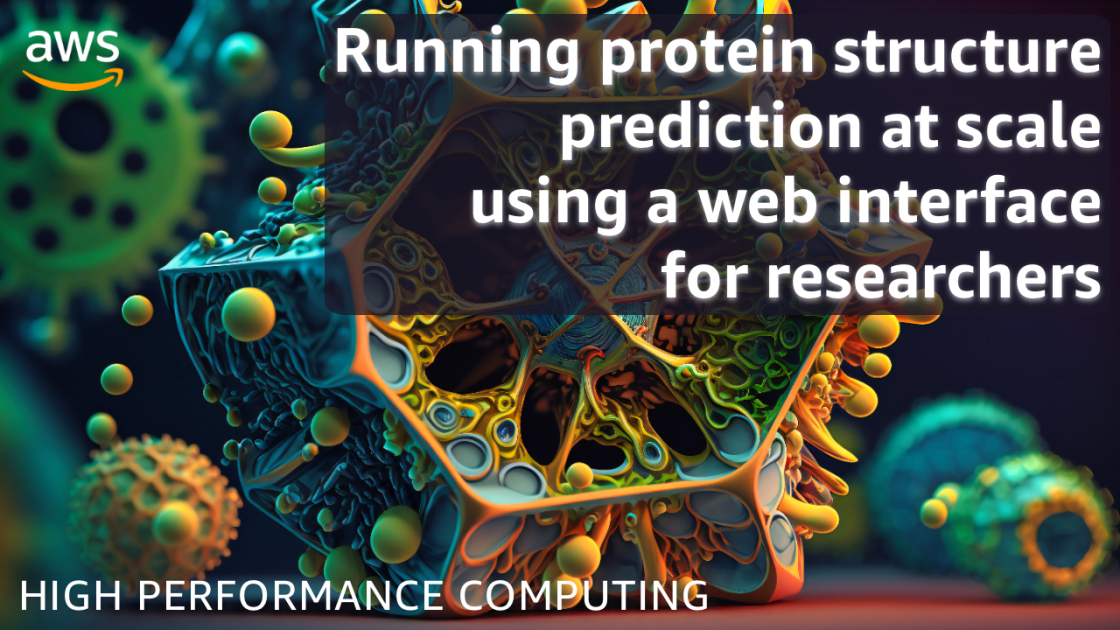 aws
Running protein structure
prediction at scale
using a web interface
for researchers
HIGH PERFORMANCE COMPUTING